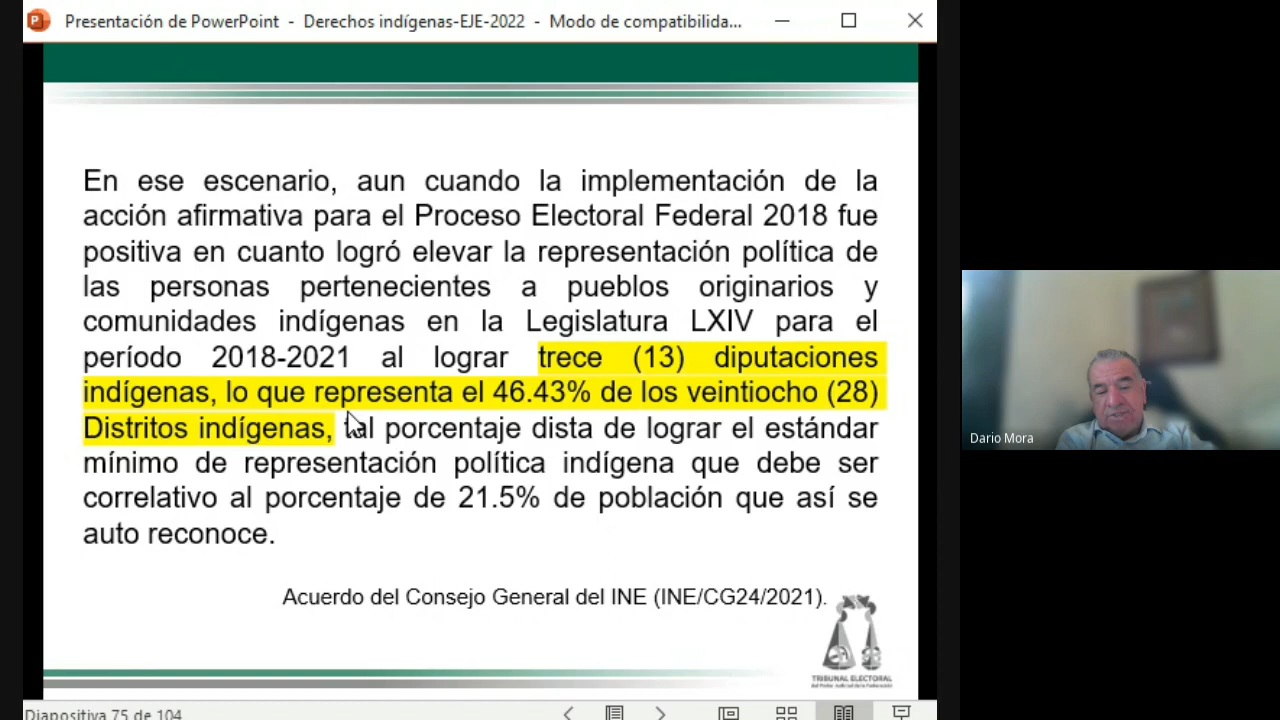 Presentación de PowerPoint - Derechos indígenas-EJE-2022 - Modo de compatibilida...
En ese escenario, aun cuando la implementación de la
acción afirmativa para el Proceso Electoral Federal 2018 fue
positiva en cuanto logró elevar la representación política de
las personas pertenecientes a pueblos originarios y
comunidades indígenas en la Legislatura LXIV para el
período 2018-2021 al lograr trece (13) diputaciones
indígenas, lo que representa el 46.43% de los veintiocho (28)
Distritos indígenas, tal porcentaje dista de lograr el estándar
mínimo de representación política indígena que debe ser
correlativo al porcentaje de 21.5% de población que así se
auto reconoce.
Acuerdo del Consejo General del INE (INE/CG24/2021).
TRIBUNAL ELECTORAL
del Poder Judicial de la Federación
Diapositiva 75 de 104
Dario Mora